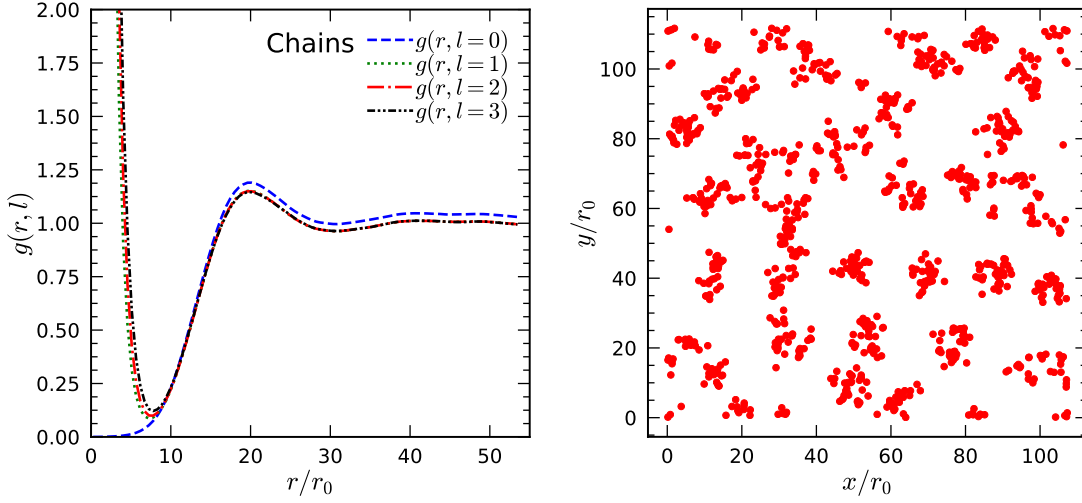 2.00
1.75
1.50
1.25
1.00
0.75
0.50
0.25
0.00
g(r, l)
0 10 20 30 40 50
r/r₀
Chains
g(r, l=0)
g(r, l=1)
g(r, l=2)
g(r, l=3)
100
80
60
40
20
0
y/r₀
0 20 40 60 80 100
x/r₀